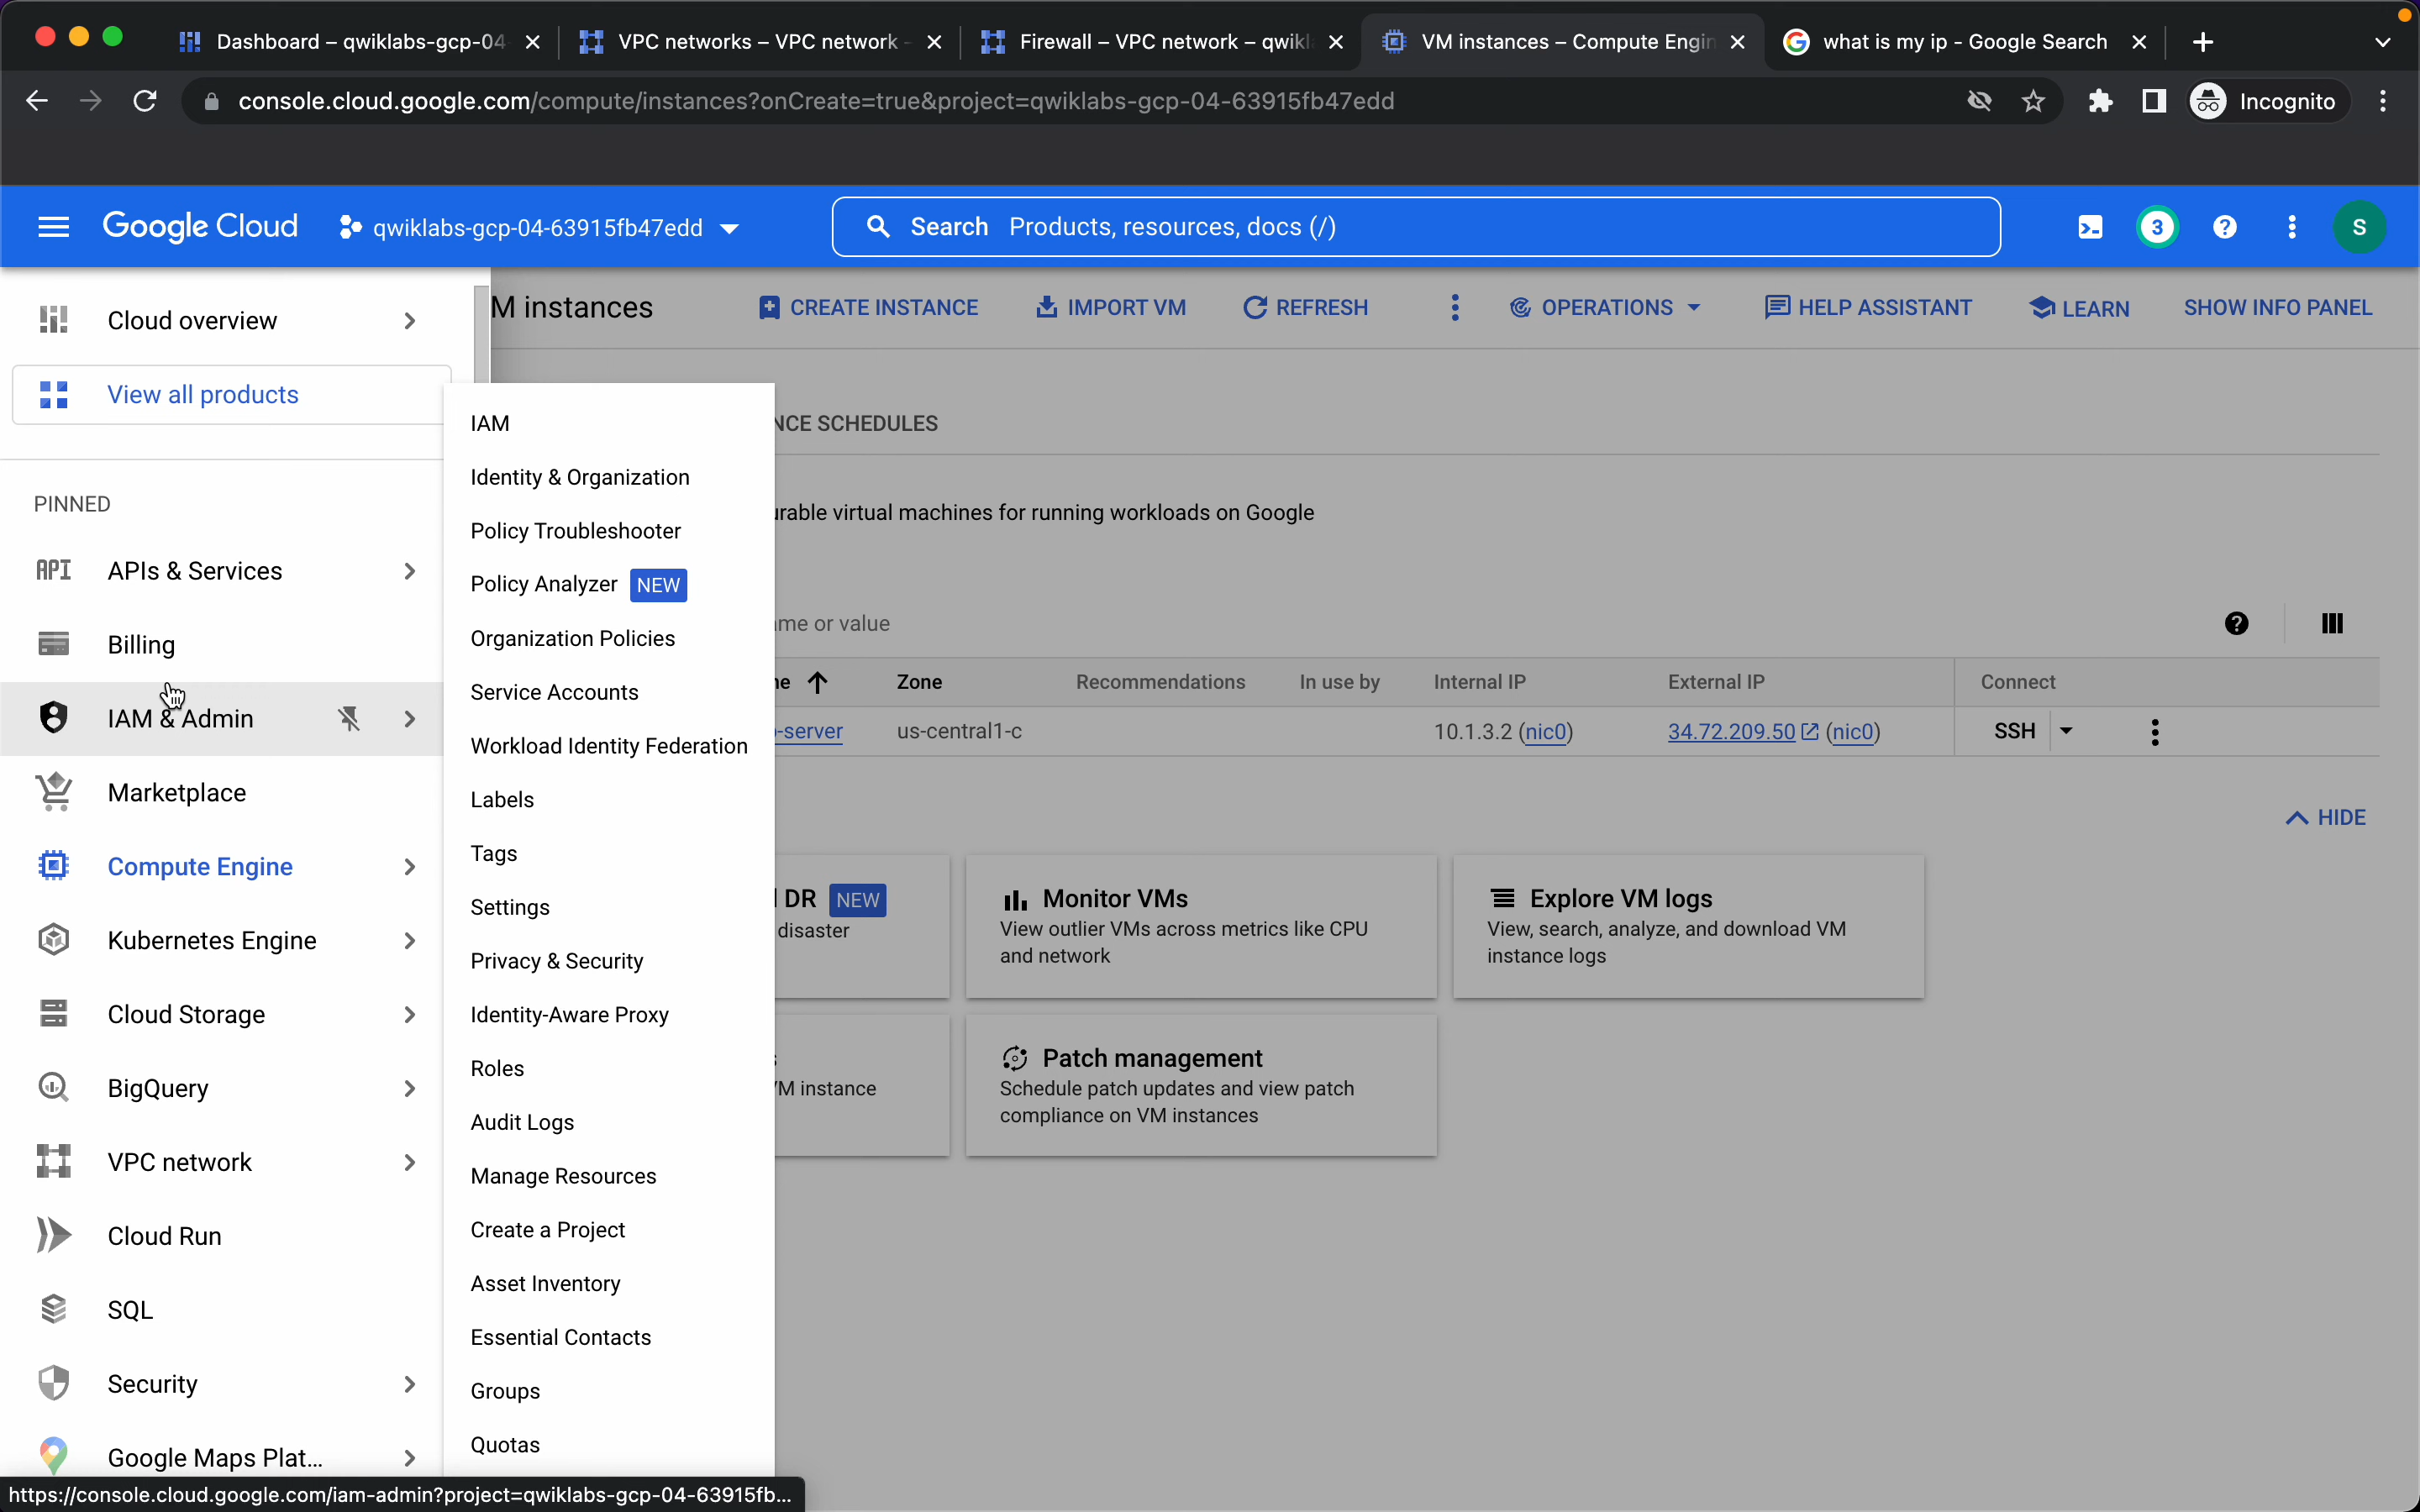 Dashboard – qwiklabs-gcp-04
VPC networks – VPC network -
Firewall – VPC network – qwikl
VM instances – Compute Engin
what is my ip - Google Search
console.cloud.google.com/compute/instances?onCreate=true&project=qwiklabs-gcp-04-63915fb47edd
Incognito
Google Cloud
qwiklabs-gcp-04-63915fb47edd
Search Products, resources, docs (/)
3
S
Cloud overview
View all products
PINNED
API APIs & Services
Billing
IAM & Admin
Marketplace
Compute Engine
Kubernetes Engine
Cloud Storage
BigQuery
VPC network
Cloud Run
SQL
Security
Google Maps Plat...
IAM
Identity & Organization
Policy Troubleshooter
Policy Analyzer NEW
Organization Policies
Service Accounts
Workload Identity Federation
Labels
Tags
Settings
Privacy & Security
Identity-Aware Proxy
Roles
Audit Logs
Manage Resources
Create a Project
Asset Inventory
Essential Contacts
Groups
Quotas
M instances
CREATE INSTANCE
IMPORT VM
REFRESH
OPERATIONS
HELP ASSISTANT
LEARN
SHOW INFO PANEL
NCE SCHEDULES
urable virtual machines for running workloads on Google
me or value
ne Zone Recommendations In use by Internal IP External IP Connect
-server us-central1-c 10.1.3.2 (nic0) 34.72.209.50 (nic0) SSH
HIDE
DR NEW
disaster
Monitor VMs
View outlier VMs across metrics like CPU
and network
Explore VM logs
View, search, analyze, and download VM
instance logs
s
VM instance
Patch management
Schedule patch updates and view patch
compliance on VM instances
https://console.cloud.google.com/iam-admin?project=qwiklabs-gcp-04-63915fb...